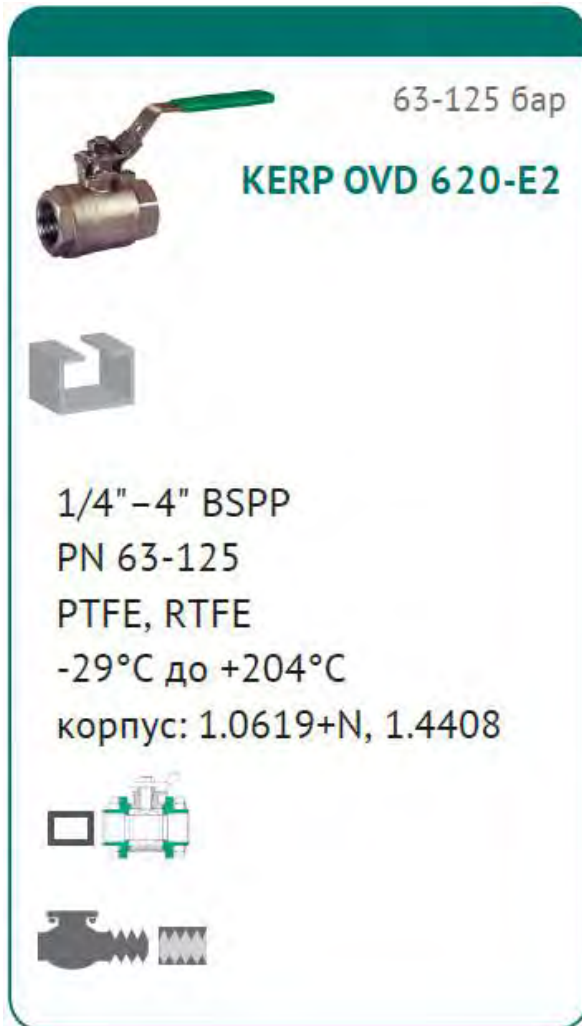 63-125 бар
KERP OVD 620-E2
1/4"–4" BSPP
PN 63-125
PTFE, RTFE
-29°C до +204°C
корпус: 1.0619+N, 1.4408